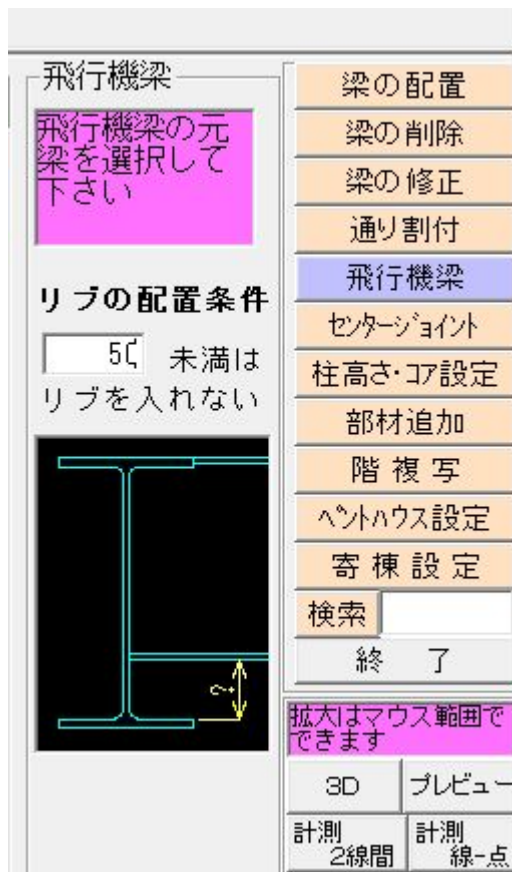 飛行機梁
飛行機梁の元
梁を選択して
下さい
リブの配置条件
50 未満は
リブを入れない
?
梁の配置
梁の削除
梁の修正
通り割付
飛行機梁
ｾﾝﾀｰｼﾞｮｲﾝﾄ
柱高さ･ｺｱ設定
部材追加
階 複 写
ﾍﾟﾝﾄﾊｳｽ設定
寄 棟 設 定
検索
終 了
拡大はマウス範囲で
できます
3D
プレビュー
計測
2線間
計測
線-点